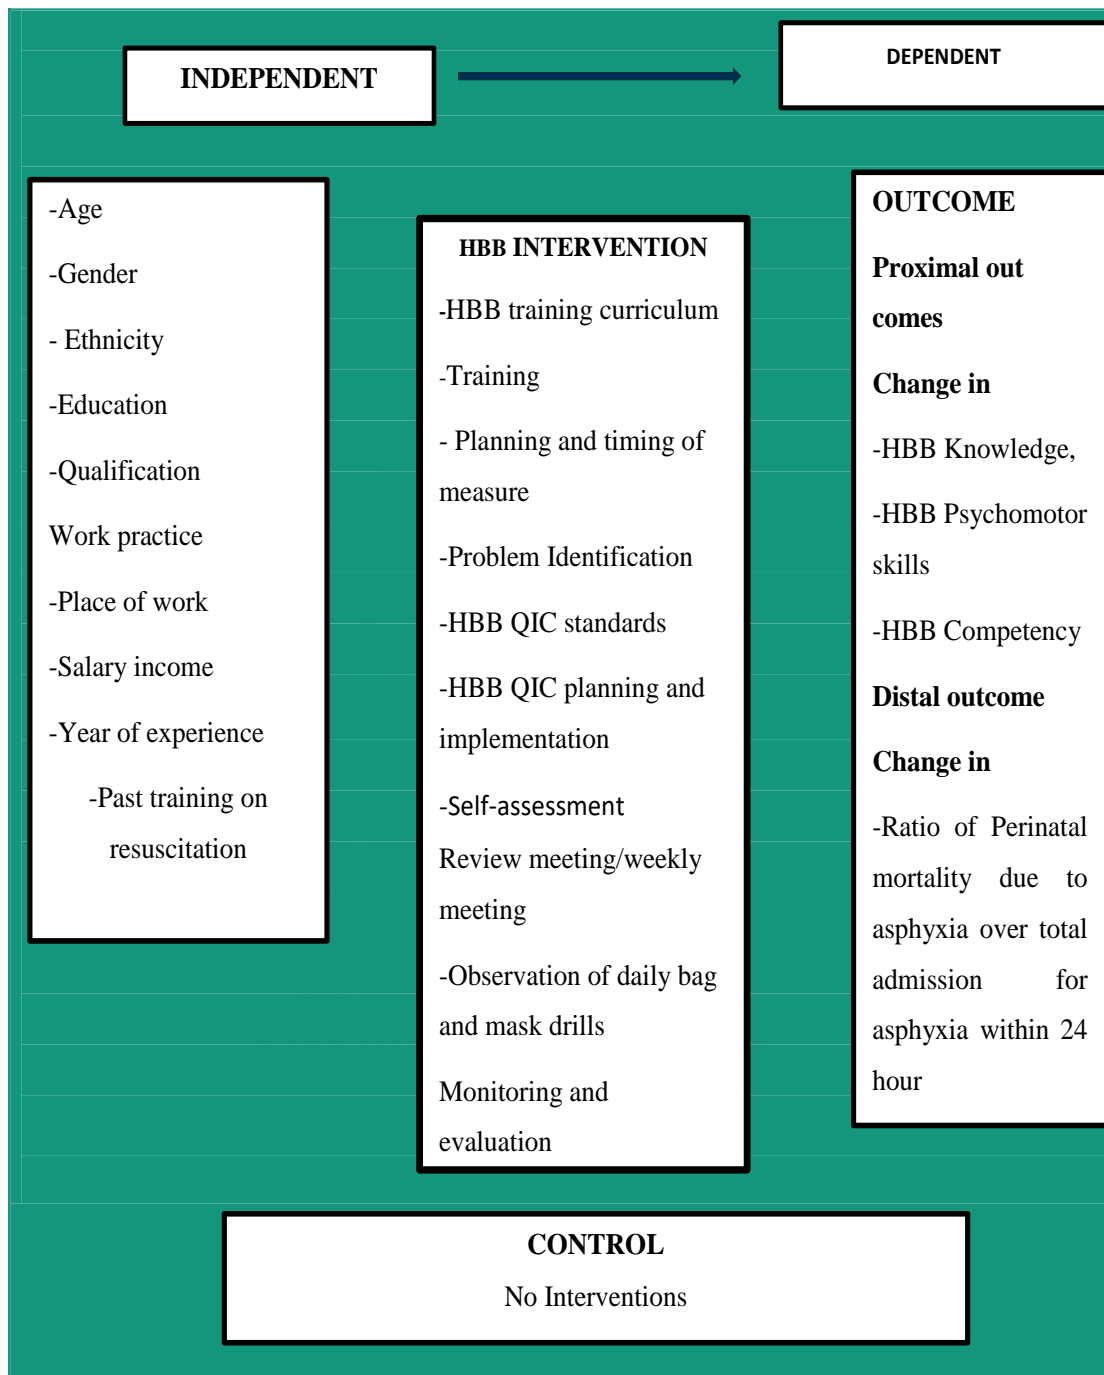 INDEPENDENT
DEPENDENT
-Age
-Gender
- Ethnicity
-Education
-Qualification
Work practice
-Place of work
-Salary income
-Year of experience
-Past training on
resuscitation
HBB INTERVENTION
-HBB training curriculum
-Training
- Planning and timing of
measure
-Problem Identification
-HBB QIC standards
-HBB QIC planning and
implementation
-Self-assessment
Review meeting/weekly
meeting
-Observation of daily bag
and mask drills
Monitoring and
evaluation
OUTCOME
Proximal out
comes
Change in
-HBB Knowledge,
-HBB Psychomotor
skills
-HBB Competency
Distal outcome
Change in
-Ratio of Perinatal
mortality due to
asphyxia over total
admission for
asphyxia within 24
hour
CONTROL
No Interventions